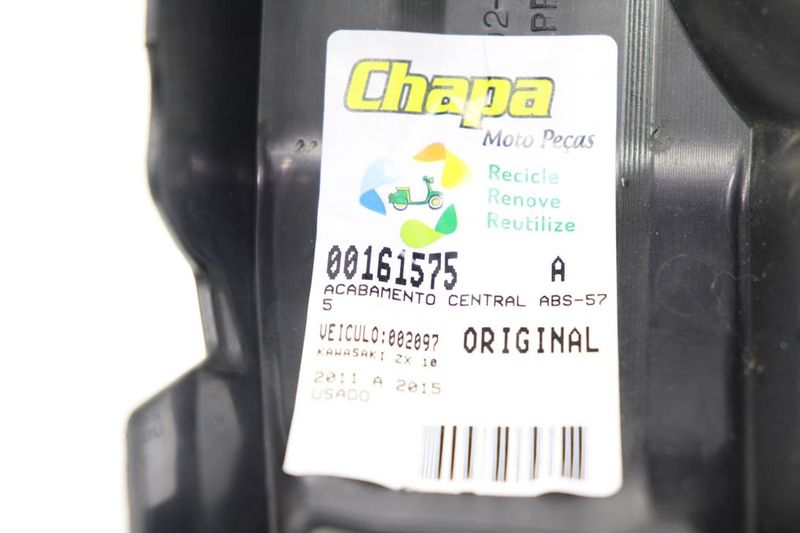 Chapa
Moto Peças
Recicle
Renove
Reutilize
00161575 A
ACABAMENTO CENTRAL ABS-57
5
VEICULO:002097 ORIGINAL
KAWASAKI ZX 10
2011 A 2015
USADO